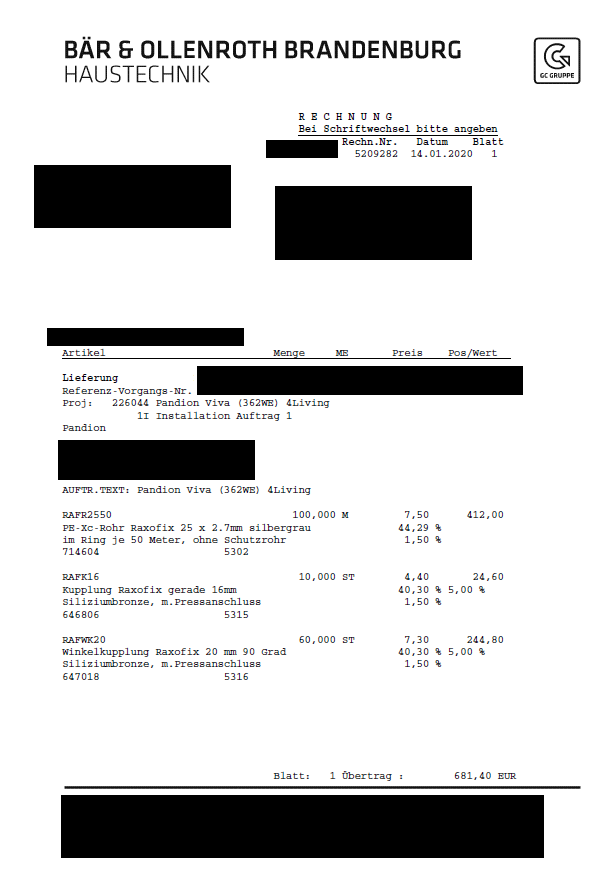 BÄR & OLLENROTH BRANDENBURG
HAUSTECHNIK
GC GRUPPE
R E C H N U N G
Bei Schriftwechsel bitte angeben
Rechn.Nr. Datum Blatt
5209282 14.01.2020 1
Artikel Menge ME Preis Pos/Wert
Lieferung
Referenz-Vorgangs-Nr.
Proj: 226044 Pandion Viva (362WE) 4Living
1I Installation Auftrag 1
Pandion
AUFTR.TEXT: Pandion Viva (362WE) 4Living
RAFR2550 100,000 M 7,50 412,00
PE-Xc-Rohr Raxofix 25 x 2.7mm silbergrau 44,29 %
im Ring je 50 Meter, ohne Schutzrohr 1,50 %
714604 5302
RAFK16 10,000 ST 4,40 24,60
Kupplung Raxofix gerade 16mm 40,30 % 5,00 %
Siliziumbronze, m.Pressanschluss 1,50 %
646806 5315
RAFWK20 60,000 ST 7,30 244,80
Winkelkupplung Raxofix 20 mm 90 Grad 40,30 % 5,00 %
Siliziumbronze, m.Pressanschluss 1,50 %
647018 5316
Blatt: 1 Übertrag : 681,40 EUR